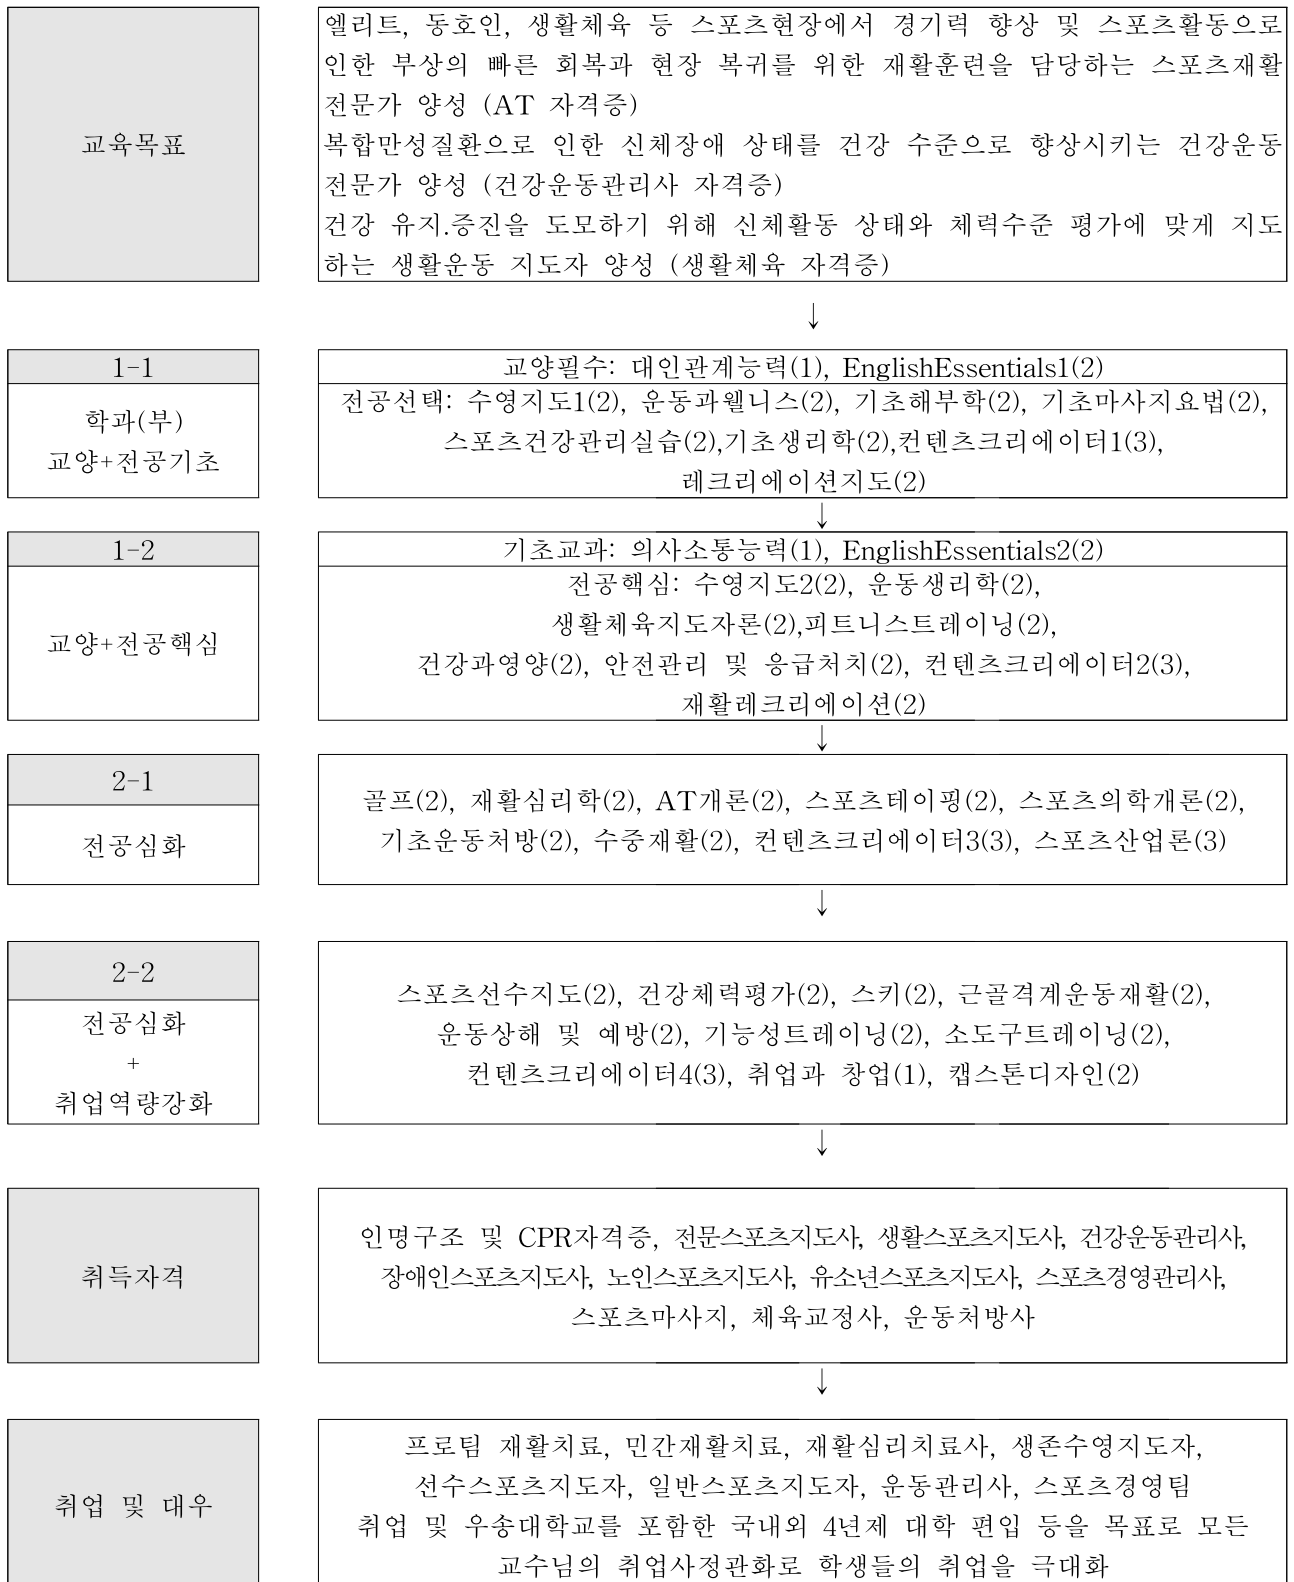 교육목표
엘리트, 동호인, 생활체육 등 스포츠현장에서 경기력 향상 및 스포츠활동으로
인한 부상의 빠른 회복과 현장 복귀를 위한 재활훈련을 담당하는 스포츠재활
전문가 양성 (AT 자격증)
복합만성질환으로 인한 신체장애 상태를 건강 수준으로 향상시키는 건강운동
전문가 양성 (건강운동관리사 자격증)
건강 유지.증진을 도모하기 위해 신체활동 상태와 체력수준 평가에 맞게 지도
하는 생활운동 지도자 양성 (생활체육 자격증)
↓
1-1
학과(부)
교양+전공기초
교양필수: 대인관계능력(1), EnglishEssentials1(2)
전공선택: 수영지도1(2), 운동과웰니스(2), 기초해부학(2), 기초마사지요법(2),
스포츠건강관리실습(2),기초생리학(2),컨텐츠크리에이터1(3),
레크리에이션지도(2)
↓
1-2
교양+전공핵심
기초교과: 의사소통능력(1), EnglishEssentials2(2)
전공핵심: 수영지도2(2), 운동생리학(2),
생활체육지도자론(2),피트니스트레이닝(2),
건강과영양(2), 안전관리 및 응급처치(2), 컨텐츠크리에이터2(3),
재활레크리에이션(2)
↓
2-1
전공심화
골프(2), 재활심리학(2), AT개론(2), 스포츠테이핑(2), 스포츠의학개론(2),
기초운동처방(2), 수중재활(2), 컨텐츠크리에이터3(3), 스포츠산업론(3)
↓
2-2
전공심화
+
취업역량강화
스포츠선수지도(2), 건강체력평가(2), 스키(2), 근골격계운동재활(2),
운동상해 및 예방(2), 기능성트레이닝(2), 소도구트레이닝(2),
컨텐츠크리에이터4(3), 취업과 창업(1), 캡스톤디자인(2)
↓
취득자격
인명구조 및 CPR자격증, 전문스포츠지도사, 생활스포츠지도사, 건강운동관리사,
장애인스포츠지도사, 노인스포츠지도사, 유소년스포츠지도사, 스포츠경영관리사,
스포츠마사지, 체육교정사, 운동처방사
↓
취업 및 대우
프로팀 재활치료, 민간재활치료, 재활심리치료사, 생존수영지도자,
선수스포츠지도자, 일반스포츠지도자, 운동관리사, 스포츠경영팀
취업 및 우송대학교를 포함한 국내외 4년제 대학 편입 등을 목표로 모든
교수님의 취업사정관화로 학생들의 취업을 극대화